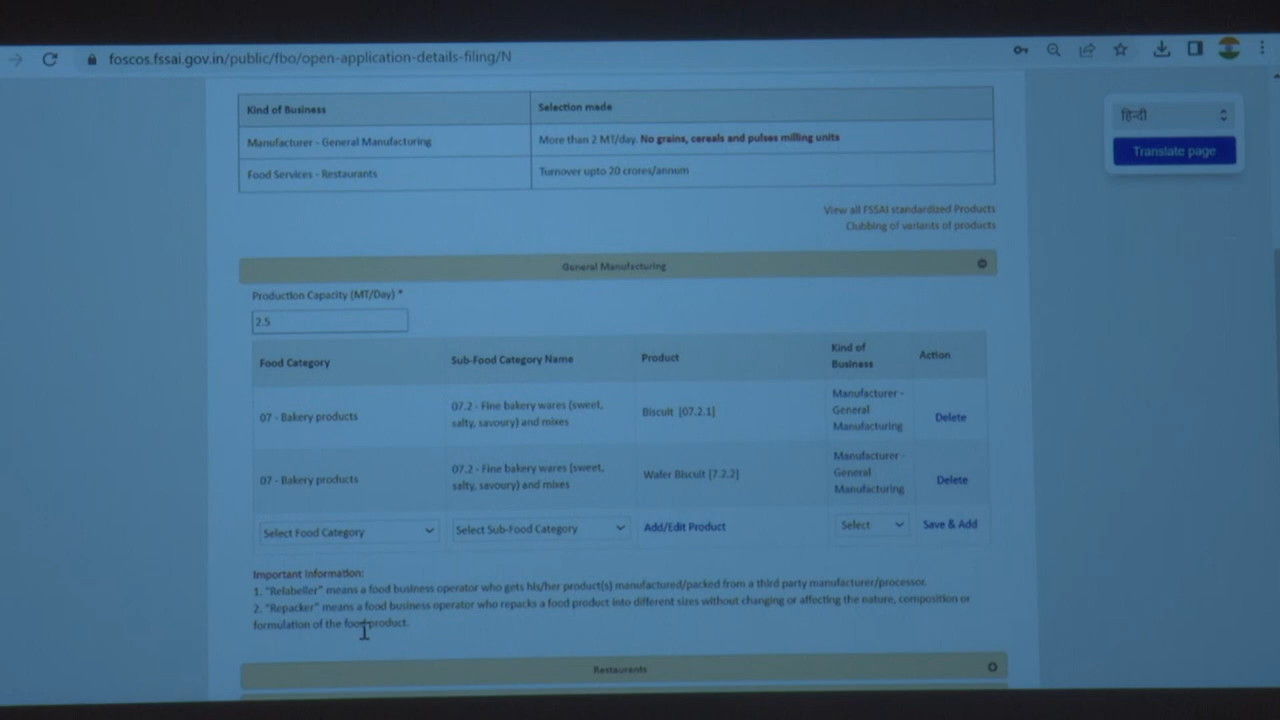 foscos.fssai.gov.in/public/fbo/open-application-details-filing/N
हिन्दी
Translate page
Kind of Business
Selection made
Manufacturer - General Manufacturing
More than 2 MT/day. No grains, cereals and pulses milling units
Food Services - Restaurants
Turnover upto 20 crores/annum
View all FSSAI standardized Products
Clubbing of variants of products
General Manufacturing
Production Capacity (MT/Day) *
2.5
Food Category
Sub-Food Category Name
Product
Kind of
Business
Action
07 - Bakery products
07.2 - Fine bakery wares (sweet,
salty, savoury) and mixes
Biscuit [07.2.1]
Manufacturer -
General
Manufacturing
Delete
07 - Bakery products
07.2 - Fine bakery wares (sweet,
salty, savoury) and mixes
Wafer Biscuit [7.2.2]
Manufacturer -
General
Manufacturing
Delete
Select Food Category
Select Sub-Food Category
Add/Edit Product
Select
Save & Add
Important Information:
1. "Relabeller" means a food business operator who gets his/her product(s) manufactured/packed from a third party manufacturer/processor.
2. "Repacker" means a food business operator who repacks a food product into different sizes without changing or affecting the nature, composition or
formulation of the food product.
Restaurants